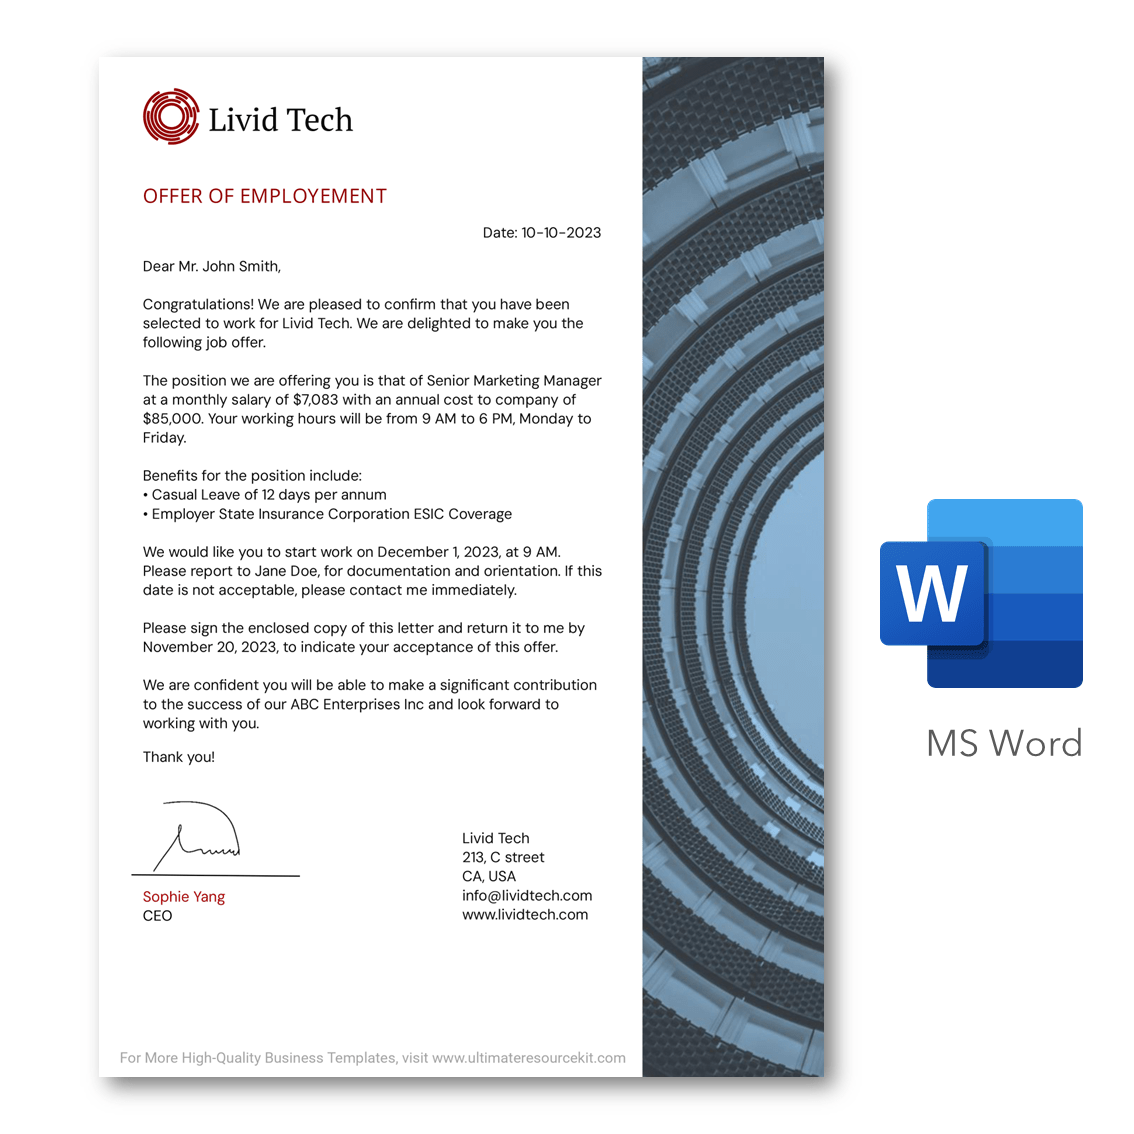 Livid Tech
OFFER OF EMPLOYEMENT
Date: 10-10-2023
Dear Mr. John Smith,
Congratulations! We are pleased to confirm that you have been
selected to work for Livid Tech. We are delighted to make you the
following job offer.
The position we are offering you is that of Senior Marketing Manager
at a monthly salary of $7,083 with an annual cost to company of
$85,000. Your working hours will be from 9 AM to 6 PM, Monday to
Friday.
Benefits for the position include:
• Casual Leave of 12 days per annum
• Employer State Insurance Corporation ESIC Coverage
We would like you to start work on December 1, 2023, at 9 AM.
Please report to Jane Doe, for documentation and orientation. If this
date is not acceptable, please contact me immediately.
Please sign the enclosed copy of this letter and return it to me by
November 20, 2023, to indicate your acceptance of this offer.
We are confident you will be able to make a significant contribution
to the success of our ABC Enterprises Inc and look forward to
working with you.
Thank you!
Sophie Yang
CEO
Livid Tech
213, C street
CA, USA
info@lividtech.com
www.lividtech.com
For More High-Quality Business Templates, visit www.ultimateresourcekit.com
W
MS Word